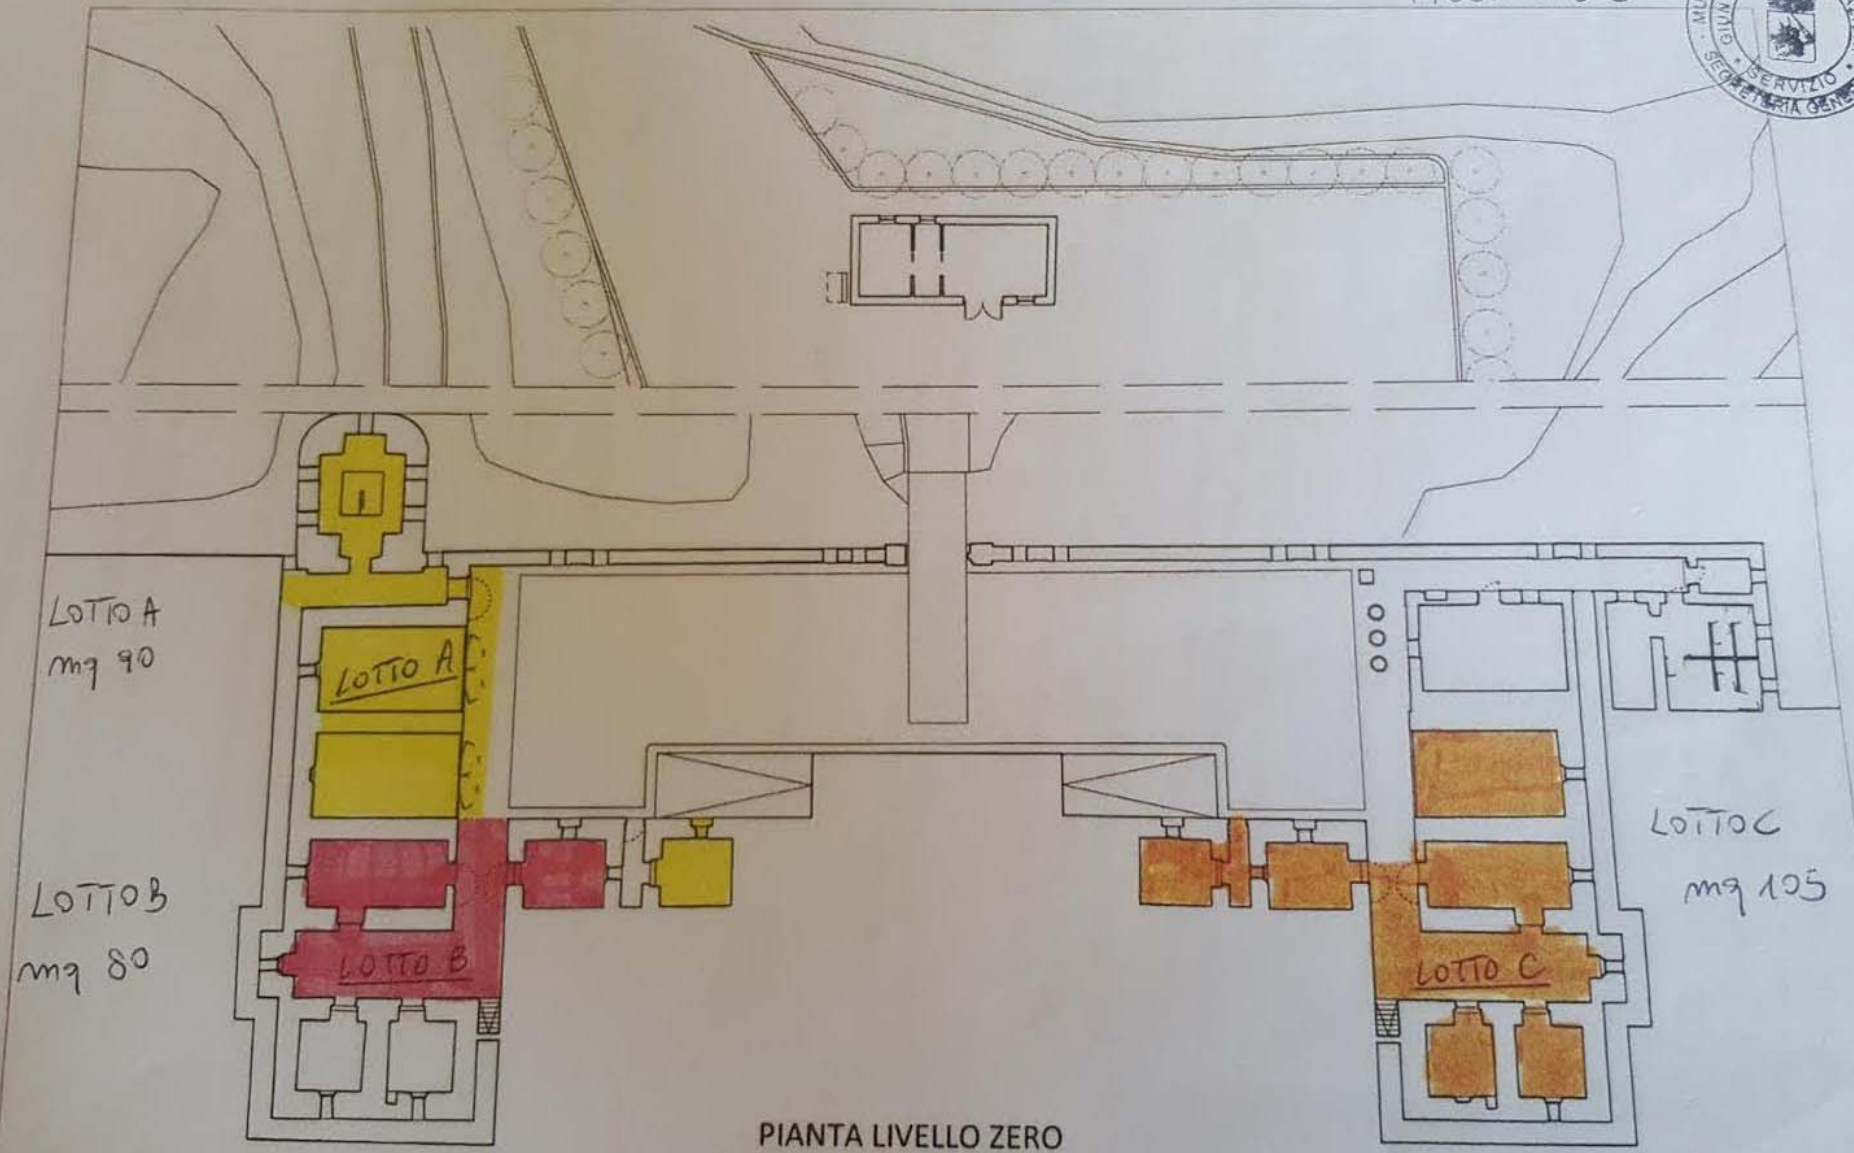 SERVIZIO
LOTTO A
mq 90
LOTTO A
LOTTO C
mq 105
LOTTO B
mq 80
LOTTO B
LOTTO C
PIANTA LIVELLO ZERO